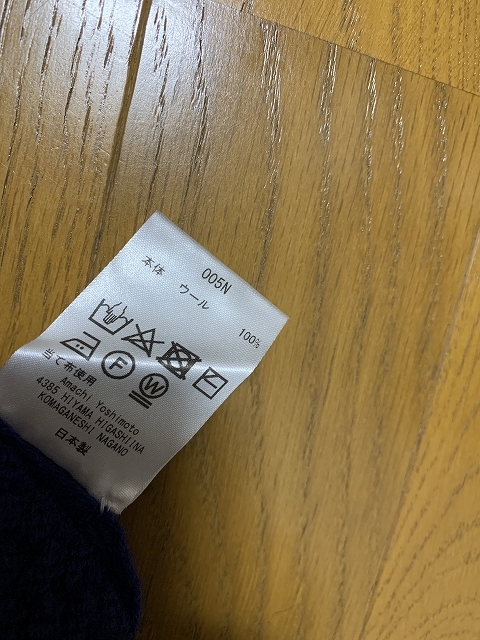 005N
本体 ウール 100%
F W
当て布使用
Amachi Yoshimoto
4385 HIYAMA HIGASHIINA
KOMAGANESHI NAGANO
日本製